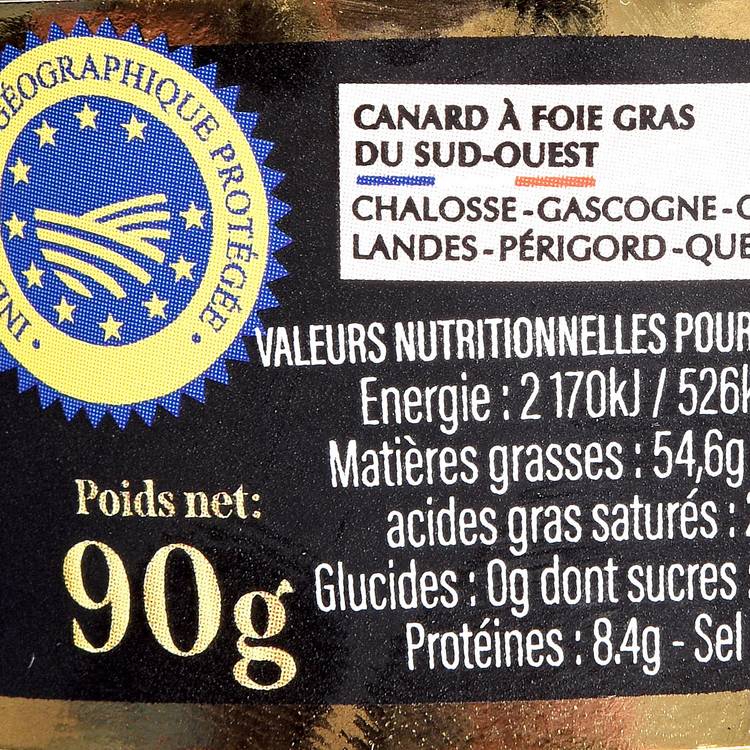 GÉOGRAPHIQUE PROTÉGÉE
CANARD À FOIE GRAS
DU SUD-OUEST
CHALOSSE-GASCOGNE-
LANDES-PÉRIGORD-
VALEURS NUTRITIONNELLES POUR
Energie : 2 170kJ / 526
Matières grasses : 54,6g
acides gras saturés :
Glucides : 0g dont sucres :
Protéines : 8.4g - Sel
Poids net:
90g